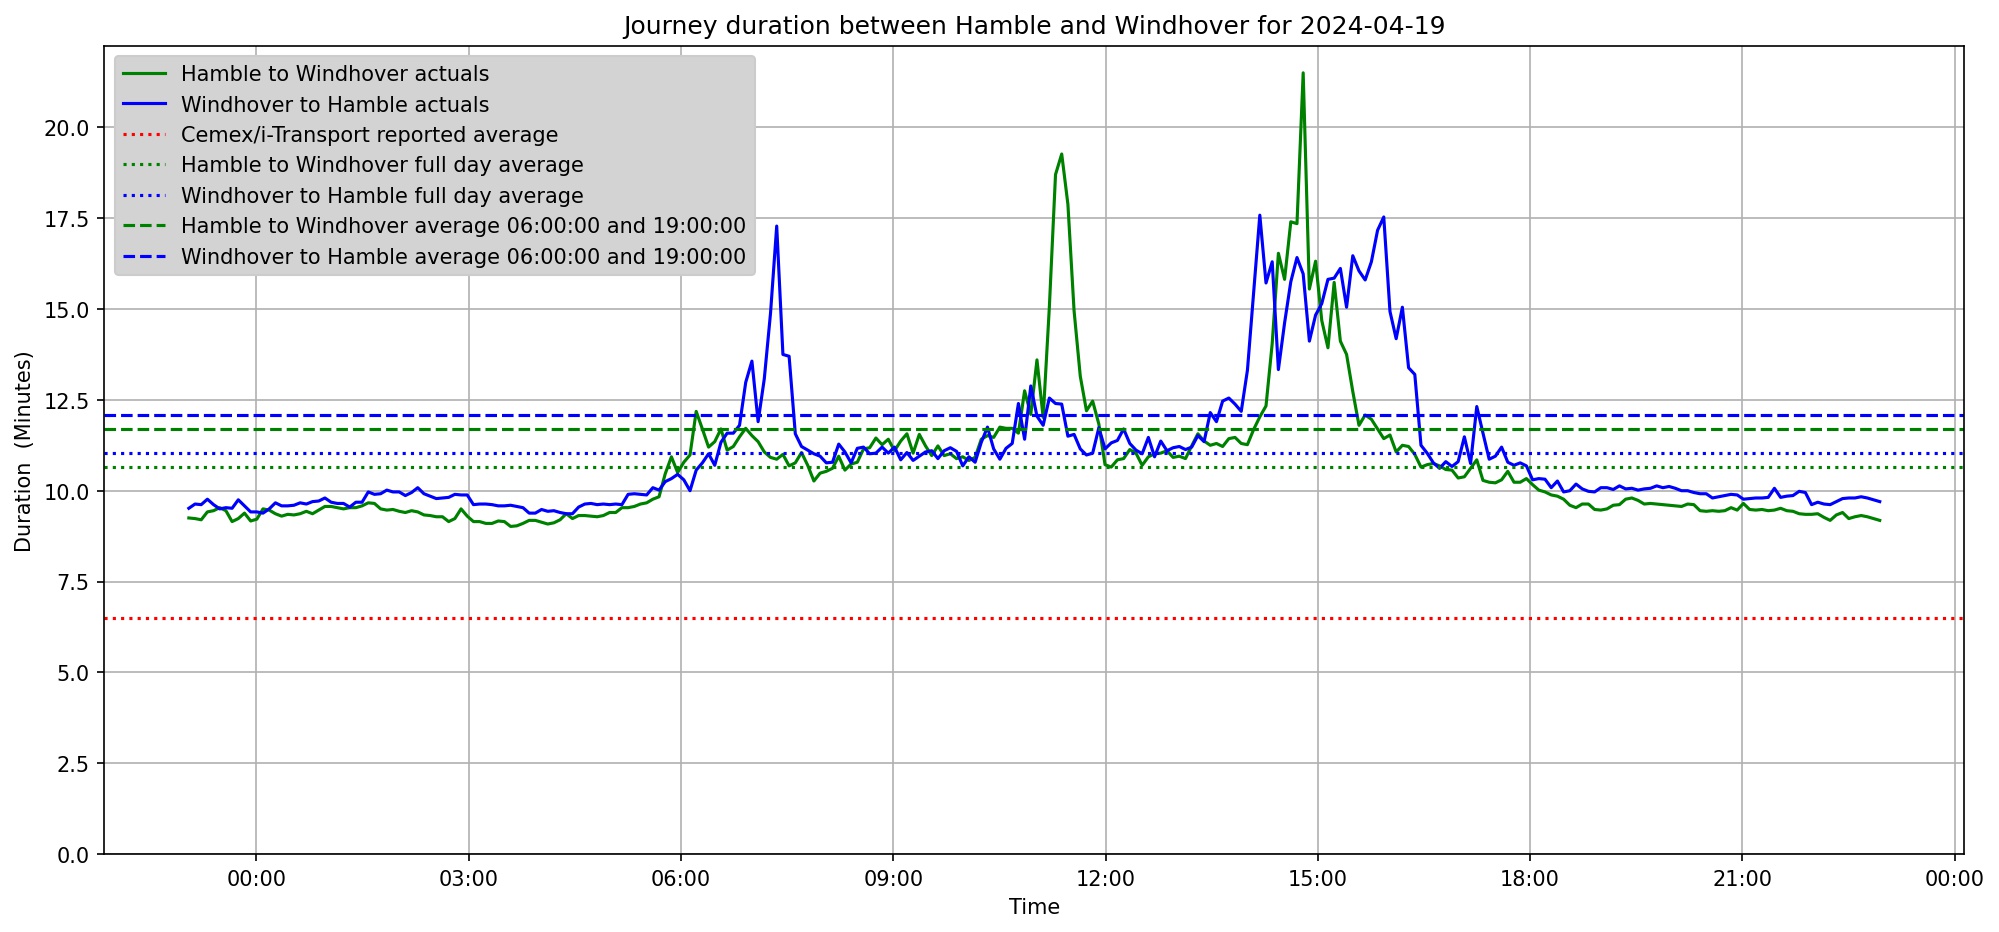 Journey duration between Hamble and Windhover for 2024-04-19
Hamble to Windhover actuals
Windhover to Hamble actuals
Cemex/i-Transport reported average
Hamble to Windhover full day average
Windhover to Hamble full day average
Hamble to Windhover average 06:00:00 and 19:00:00
Windhover to Hamble average 06:00:00 and 19:00:00
Duration  (Minutes)
20.0
17.5
15.0
12.5
10.0
7.5
5.0
2.5
0.0
00:00 03:00 06:00 09:00 12:00 15:00 18:00 21:00 00:00
Time